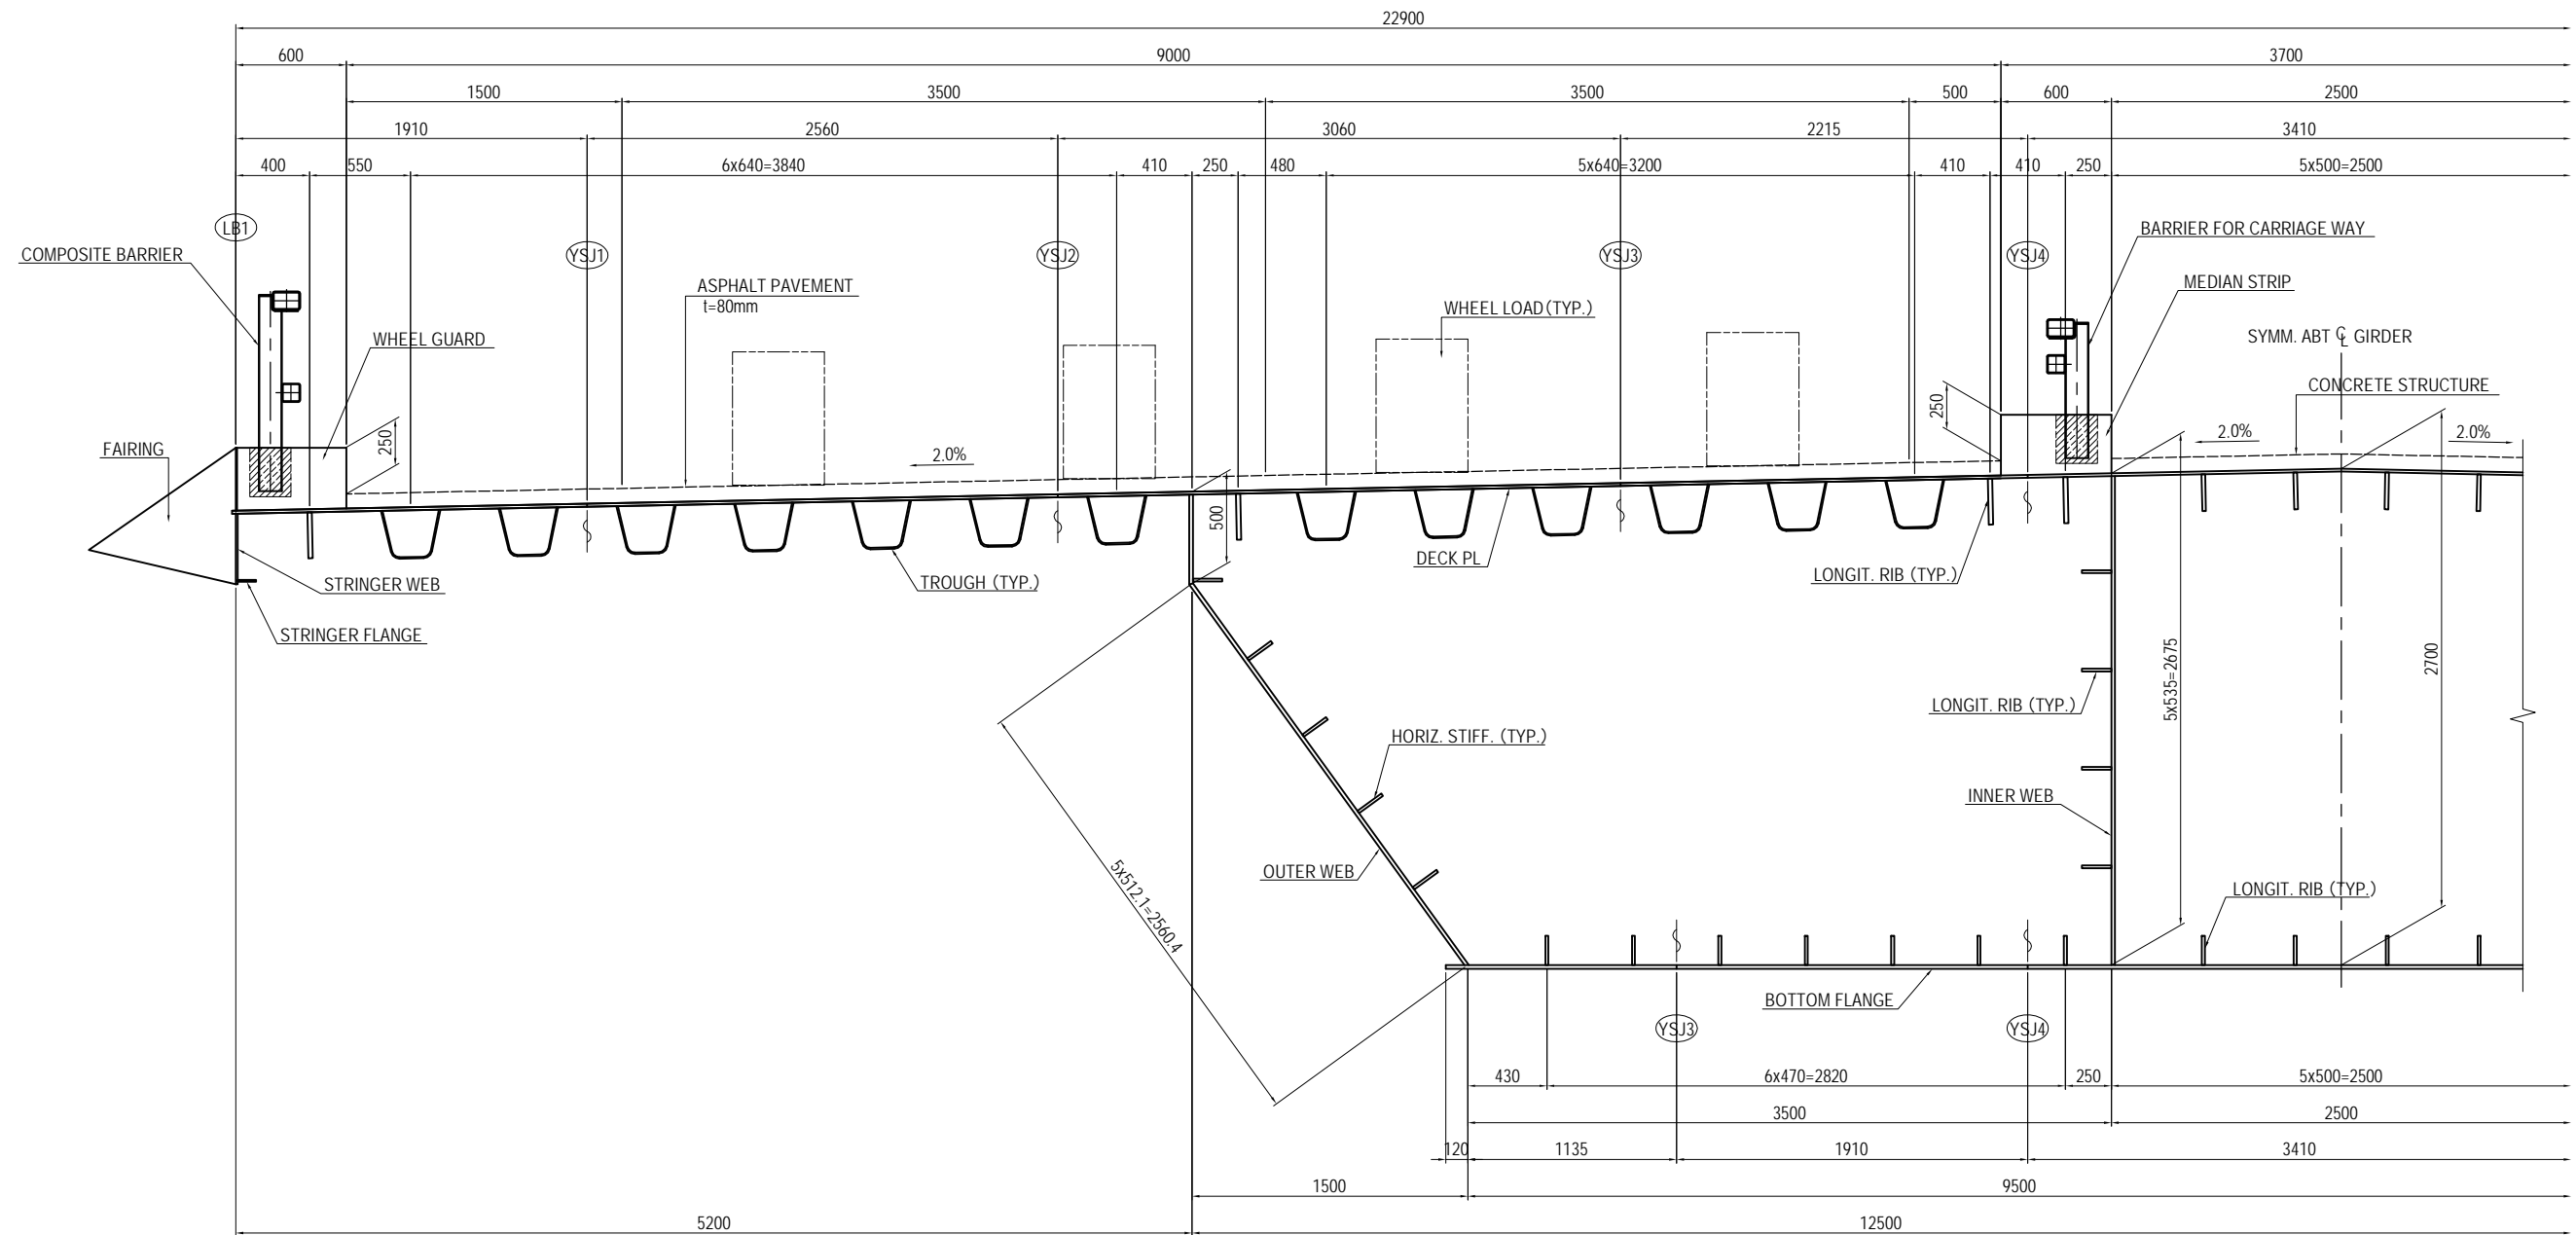 22900
600
9000
3700
1500
3500
3500
500
600
2500
1910
2560
3060
2215
3410
400
550
6x640=3840
410
250
480
5x640=3200
410
410
250
5x500=2500
LB1
YSJ1
YSJ2
YSJ3
YSJ4
COMPOSITE BARRIER
BARRIER FOR CARRIAGE WAY
ASPHALT PAVEMENT
t=80mm
MEDIAN STRIP
WHEEL LOAD(TYP.)
WHEEL GUARD
SYMM. ABT ℄ GIRDER
CONCRETE STRUCTURE
250
250
FAIRING
2.0%
2.0%
2.0%
500
DECK PL
STRINGER WEB
TROUGH (TYP.)
LONGIT. RIB (TYP.)
STRINGER FLANGE
5x535=2675
2700
LONGIT. RIB (TYP.)
HORIZ. STIFF. (TYP.)
INNER WEB
OUTER WEB
5x512.1=2560.4
LONGIT. RIB (TYP.)
BOTTOM FLANGE
YSJ3
YSJ4
430
6x470=2820
250
5x500=2500
3500
2500
120
1135
1910
3410
1500
9500
5200
12500